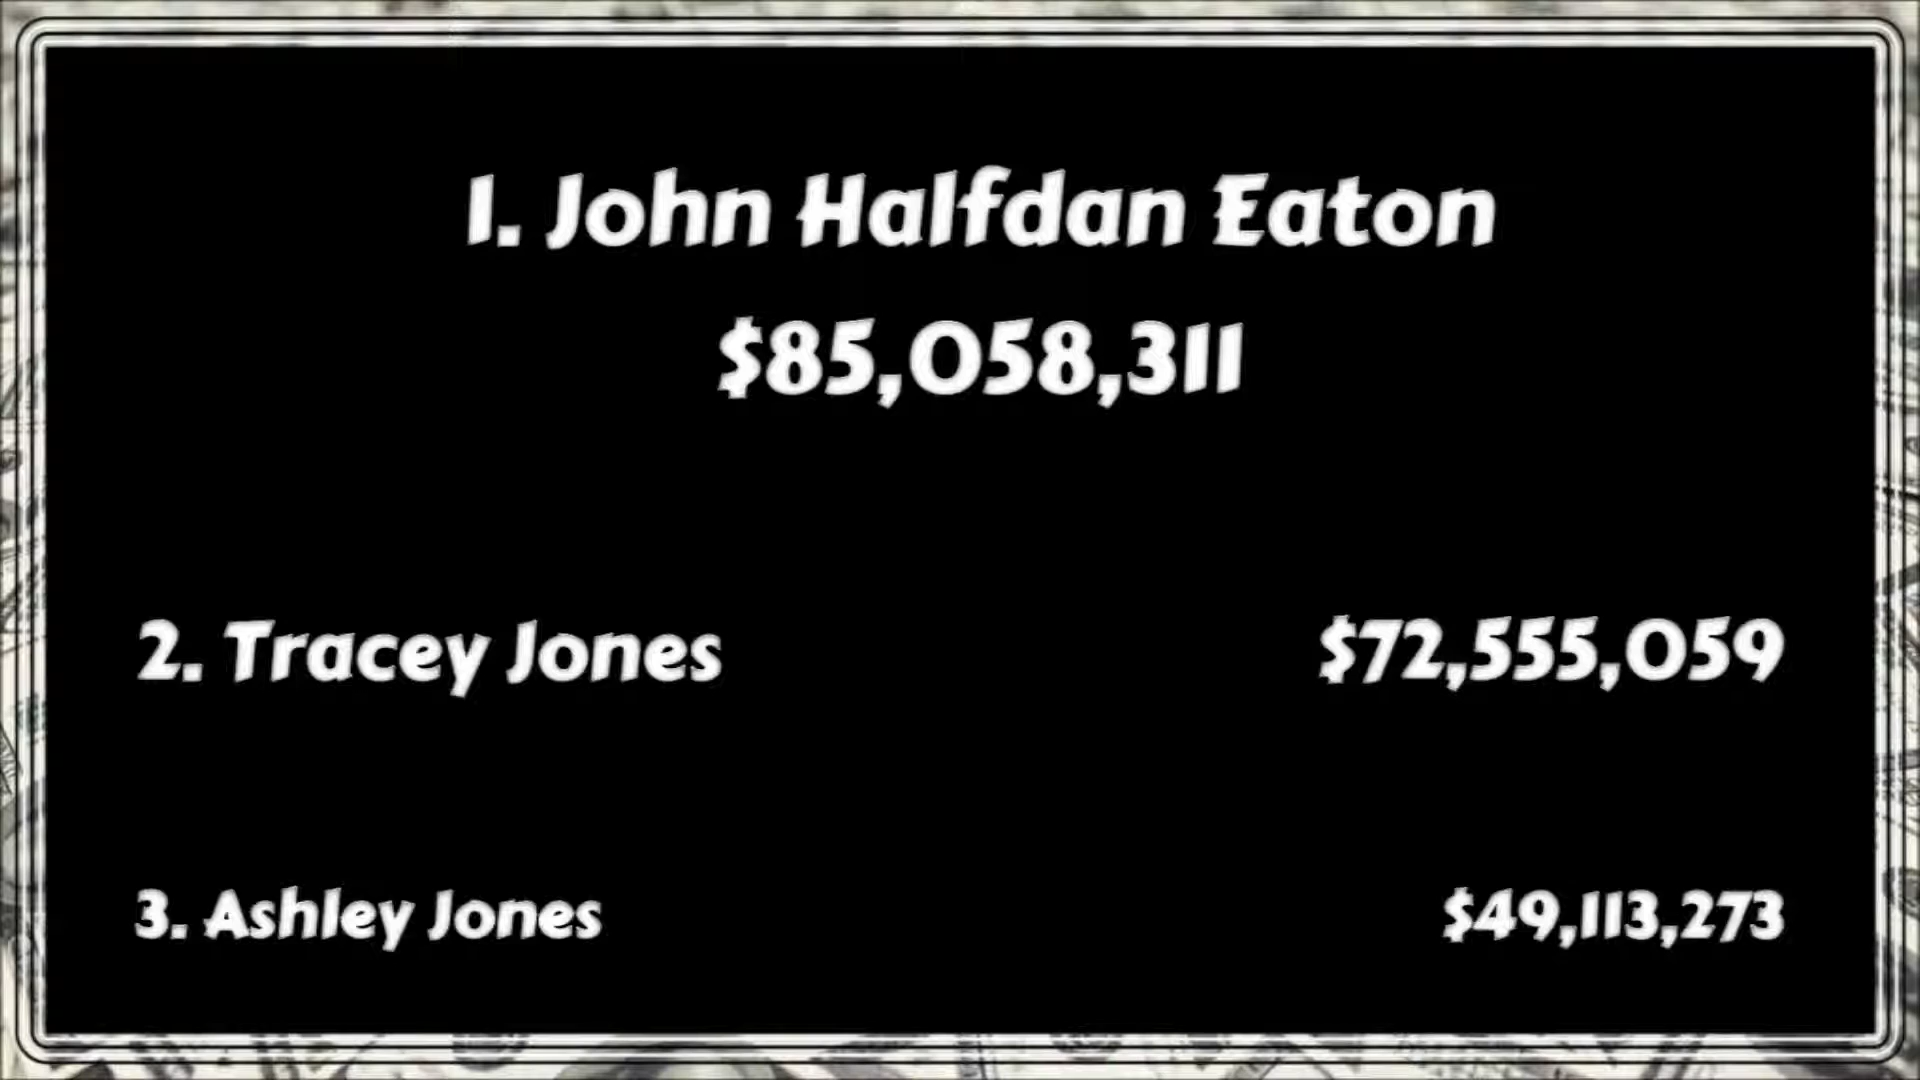 1. John Halfdan Eaton
$85,058,311
2. Tracey Jones $72,555,059
3. Ashley Jones $49,113,273